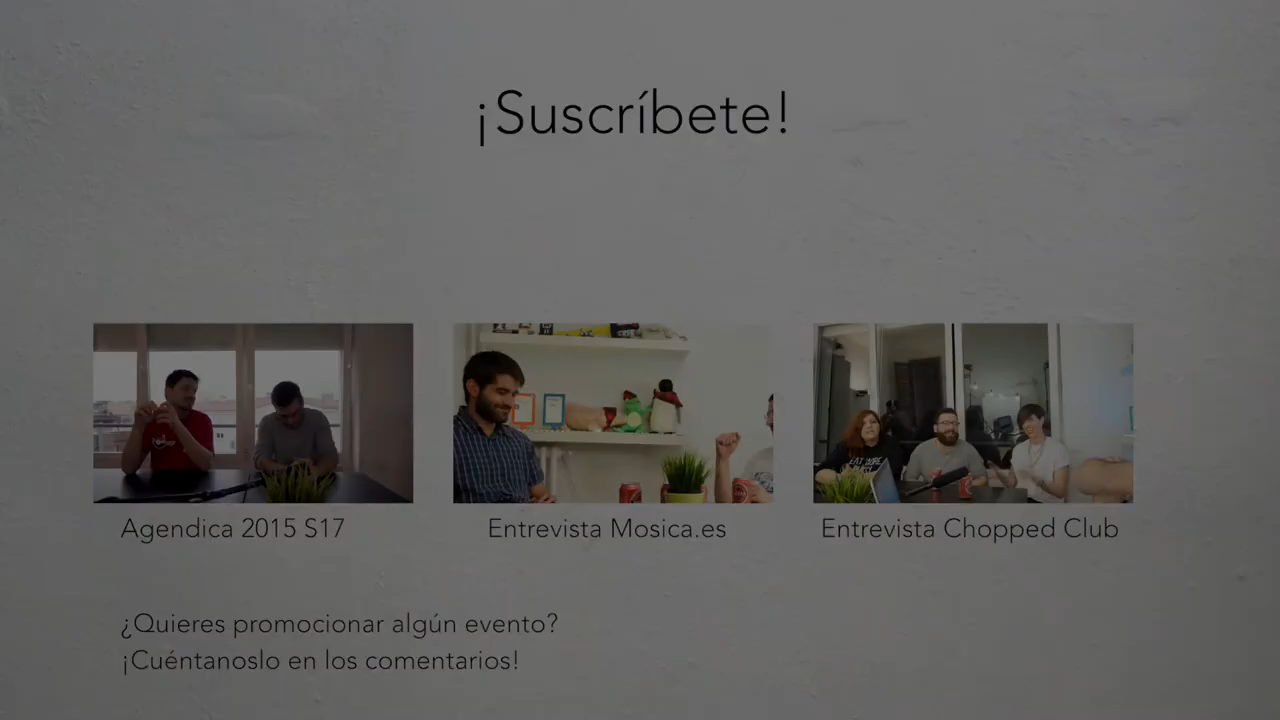 ¡Suscríbete!
Agendica 2015 S17
Entrevista Mosica.es
Entrevista Chopped Club
¿Quieres promocionar algún evento?
¡Cuéntanoslo en los comentarios!